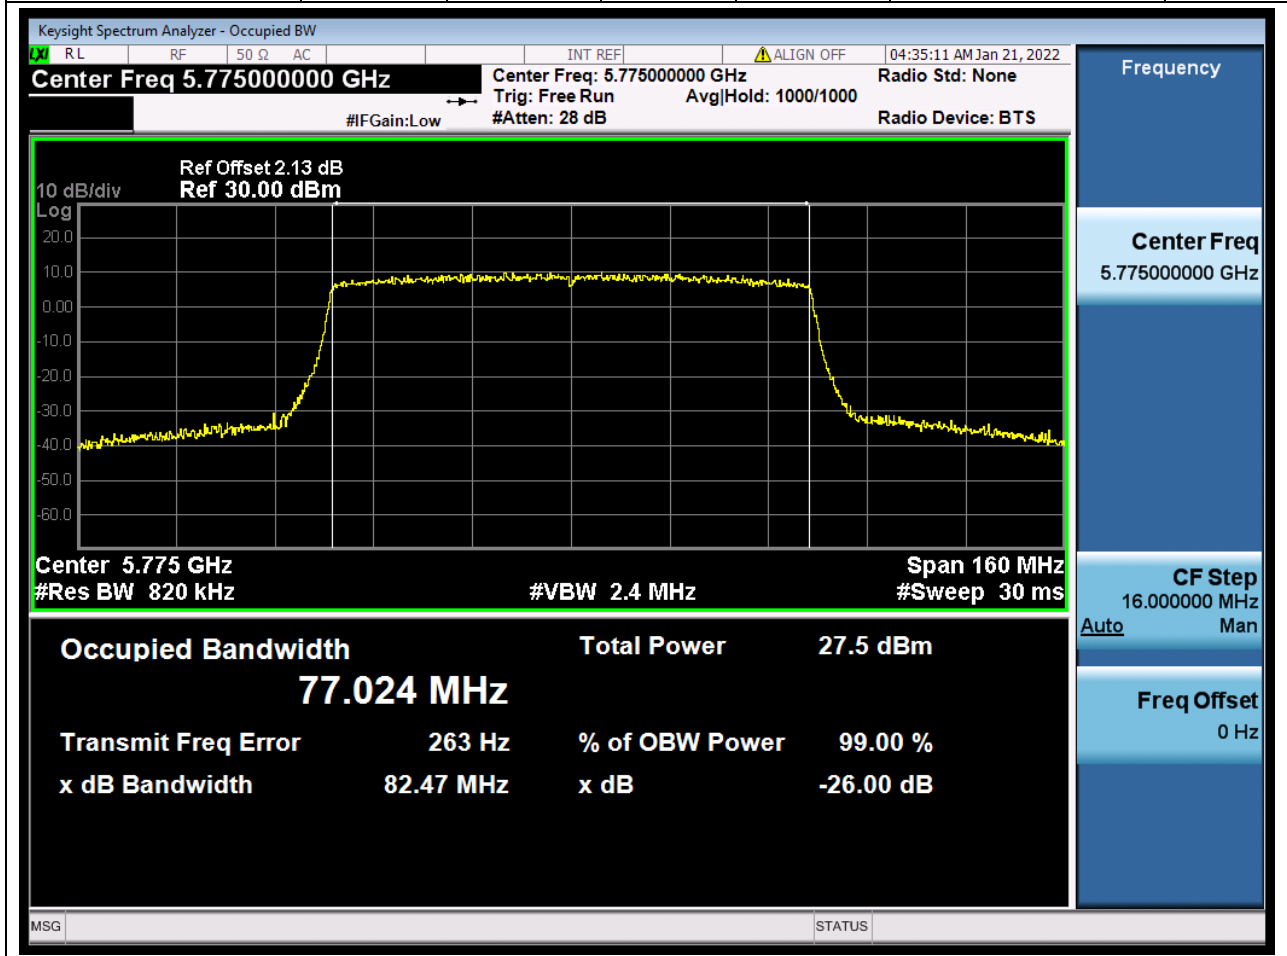 Keysight Spectrum Analyzer - Occupied BW
LXI RL RF 50 Ω AC INT REF ALIGN OFF 04:35:11 AM Jan 21, 2022
Center Freq 5.775000000 GHz
Center Freq: 5.775000000 GHz Radio Std: None
Trig: Free Run Avg|Hold: 1000/1000
#IFGain:Low #Atten: 28 dB Radio Device: BTS
Ref Offset 2.13 dB
10 dB/div Ref 30.00 dBm
Log
20.0
10.0
0.00
-10.0
-20.0
-30.0
-40.0
-50.0
-60.0
Center 5.775 GHz Span 160 MHz
#Res BW 820 kHz #VBW 2.4 MHz #Sweep 30 ms
Occupied Bandwidth Total Power 27.5 dBm
77.024 MHz
Transmit Freq Error 263 Hz % of OBW Power 99.00 %
x dB Bandwidth 82.47 MHz x dB -26.00 dB
MSG STATUS
Frequency
Center Freq
5.775000000 GHz
CF Step
16.000000 MHz
Auto Man
Freq Offset
0 Hz